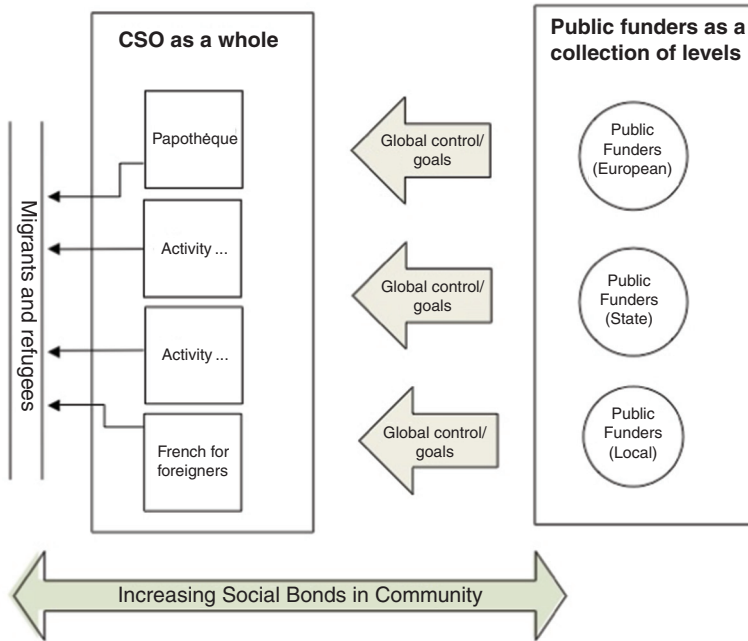 CSO as a whole
Public funders as a
collection of levels
Migrants and refugees
Papothèque
Activity ...
Activity ...
French for
foreigners
Global control/
goals
Global control/
goals
Global control/
goals
Public
Funders
(European)
Public
Funders
(State)
Public
Funders
(Local)
Increasing Social Bonds in Community